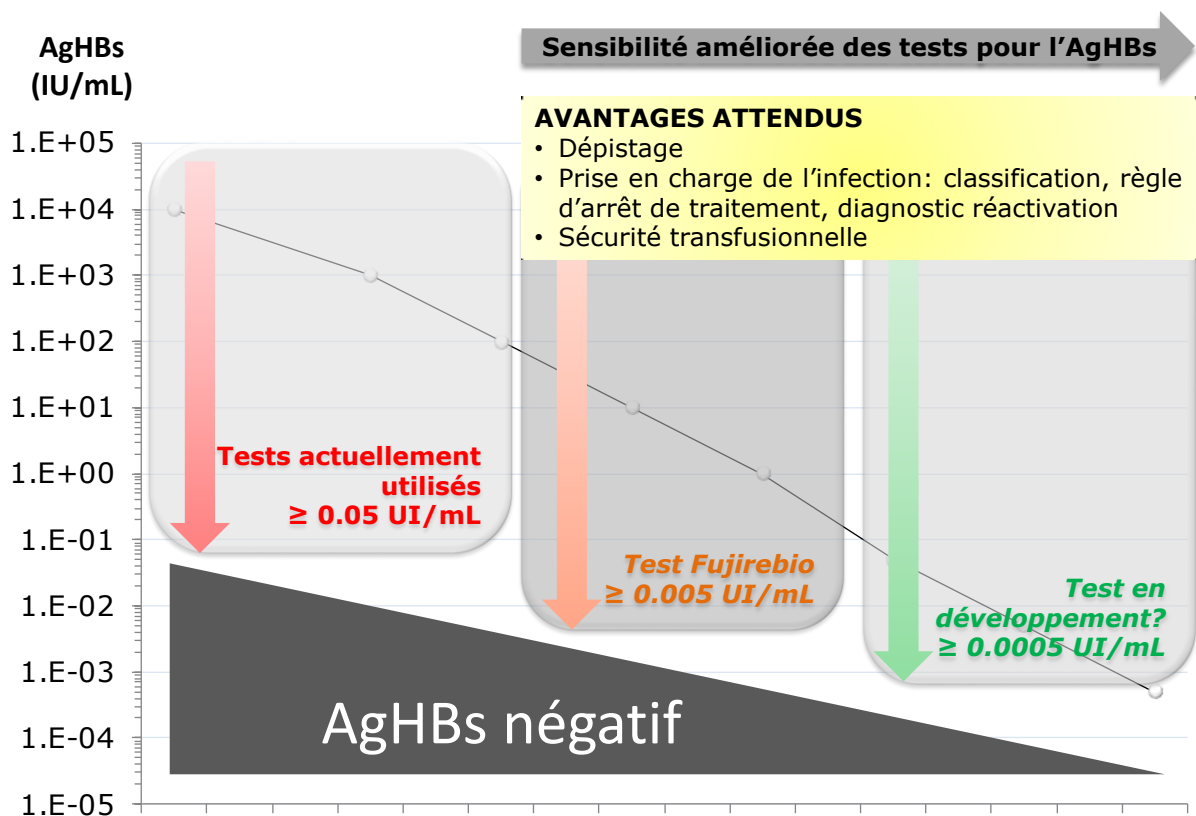 AgHBs
(IU/mL)
Sensibilité améliorée des tests pour l'AgHBs
AVANTAGES ATTENDUS
• Dépistage
• Prise en charge de l'infection: classification, règle
d'arrêt de traitement, diagnostic réactivation
• Sécurité transfusionnelle
1.E+05
1.E+04
1.E+03
1.E+02
1.E+01
1.E+00
1.E-01
1.E-02
1.E-03
1.E-04
1.E-05
Tests actuellement
utilisés
≥ 0.05 UI/mL
Test Fujirebio
≥ 0.005 UI/mL
Test en
développement?
≥ 0.0005 UI/mL
AgHBs négatif